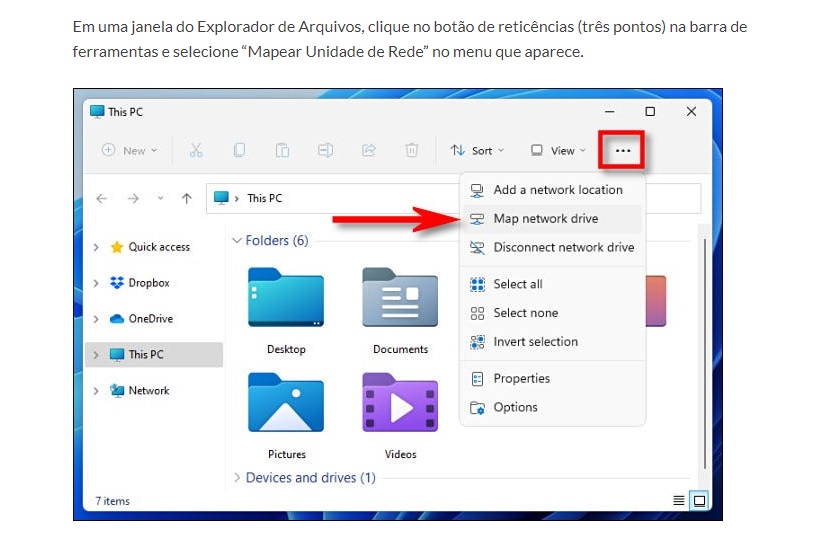 Em uma janela do Explorador de Arquivos, clique no botão de reticências (três pontos) na barra de
ferramentas e selecione “Mapear Unidade de Rede” no menu que aparece.
This PC
New
Sort
View
This PC
Add a network location
Map network drive
Disconnect network drive
Select all
Select none
Invert selection
Properties
Options
Quick access
Dropbox
OneDrive
This PC
Network
Folders (6)
Desktop
Documents
Pictures
Videos
Devices and drives (1)
7 items